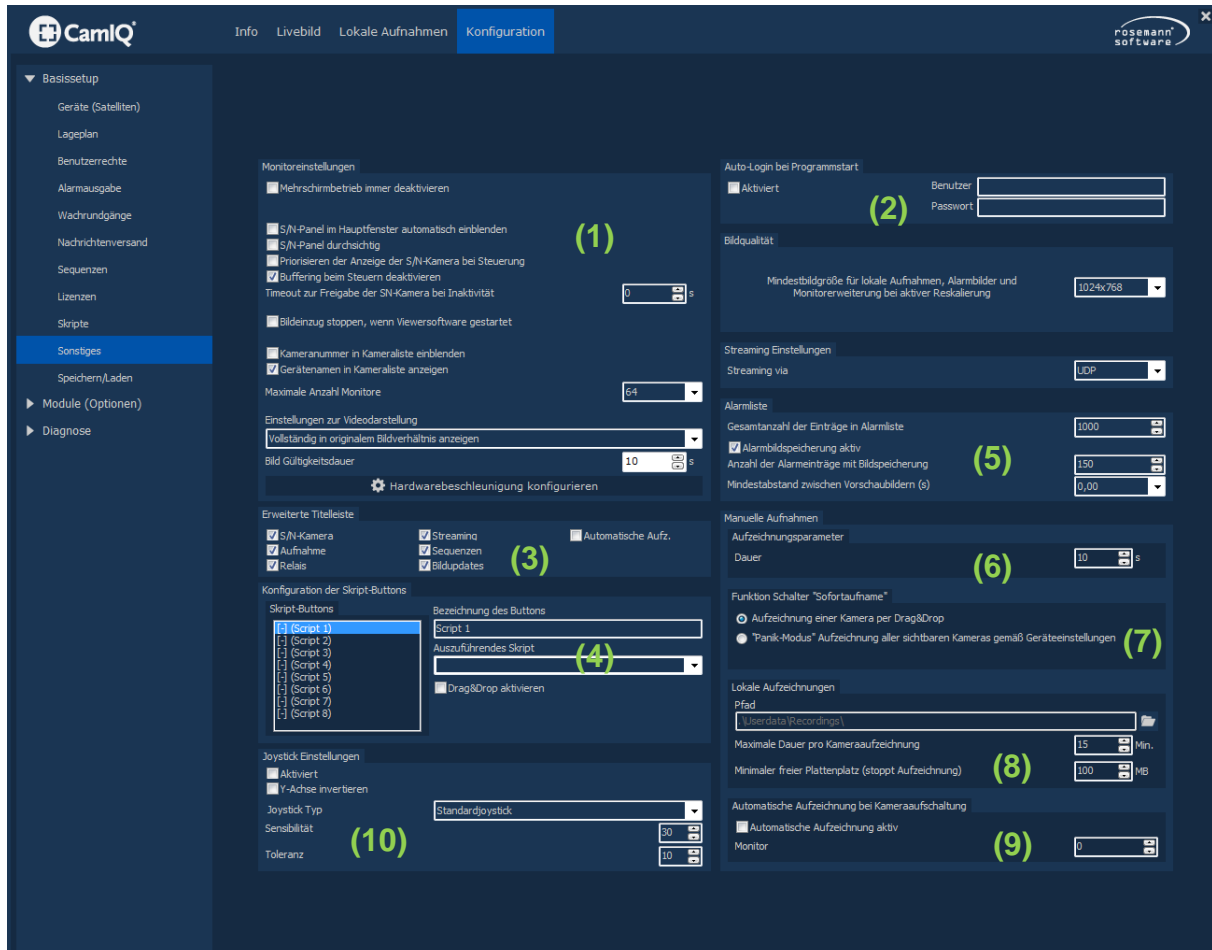 CamIQ
Info
Livebild
Lokale Aufnahmen
Konfiguration
rosemann
software
Basissetup
Geräte (Satelliten)
Lageplan
Benutzerrechte
Alarmausgabe
Wachrundgänge
Nachrichtenversand
Sequenzen
Lizenzen
Skripte
Sonstiges
Speichern/Laden
Module (Optionen)
Diagnose
Monitoreinstellungen
Mehrschirmbetrieb immer deaktivieren
S/N-Panel im Hauptfenster automatisch einblenden
S/N-Panel durchsichtig
Priorisieren der Anzeige der S/N-Kamera bei Steuerung
Buffering beim Steuern deaktivieren
Timeout zur Freigabe der SN-Kamera bei Inaktivität 0 s
(1)
Bildeinzug stoppen, wenn Viewersoftware gestartet
Kameranummer in Kameraliste einblenden
Gerätenamen in Kameraliste anzeigen
Maximale Anzahl Monitore 64
Einstellungen zur Videodarstellung
Vollständig in originalem Bildverhältnis anzeigen
Bild Gültigkeitsdauer 10 s
Hardwarebeschleunigung konfigurieren
Erweiterte Titelleiste
S/N-Kamera Streaming Automatische Aufz.
Aufnahme Sequenzen
Relais Bildupdates
(3)
Konfiguration der Skript-Buttons
Skript-Buttons
[-] (Script 1)
[-] (Script 2)
[-] (Script 3)
[-] (Script 4)
[-] (Script 5)
[-] (Script 6)
[-] (Script 7)
[-] (Script 8)
Bezeichnung des Buttons
Script 1
Auszuführendes Skript
(4)
Drag&Drop aktivieren
Joystick Einstellungen
Aktiviert
Y-Achse invertieren
Joystick Typ Standardjoystick
Sensibilität 30
Toleranz 10
(10)
Auto-Login bei Programmstart
Aktiviert
(2)
Benutzer
Passwort
Bildqualität
Mindestbildgröße für lokale Aufnahmen, Alarmbilder und
Monitorerweiterung bei aktiver Reskalierung
1024x768
Streaming Einstellungen
Streaming via UDP
Alarmliste
Gesamtanzahl der Einträge in Alarmliste 1000
Alarmbildspeicherung aktiv
Anzahl der Alarmeinträge mit Bildspeicherung 150
Mindestabstand zwischen Vorschaubildern (s) 0,00
(5)
Manuelle Aufnahmen
Aufzeichnungsparameter
Dauer 10 s
(6)
Funktion Schalter "Sofortaufname"
Aufzeichnung einer Kamera per Drag&Drop
"Panik-Modus" Aufzeichnung aller sichtbaren Kameras gemäß Geräteeinstellungen
(7)
Lokale Aufzeichnungen
Pfad
.\Userdata\Recordings\
Maximale Dauer pro Kameraaufzeichnung 15 Min.
Minimaler freier Plattenplatz (stoppt Aufzeichnung) 100 MB
(8)
Automatische Aufzeichnung bei Kameraaufschaltung
Automatische Aufzeichnung aktiv
Monitor 0
(9)